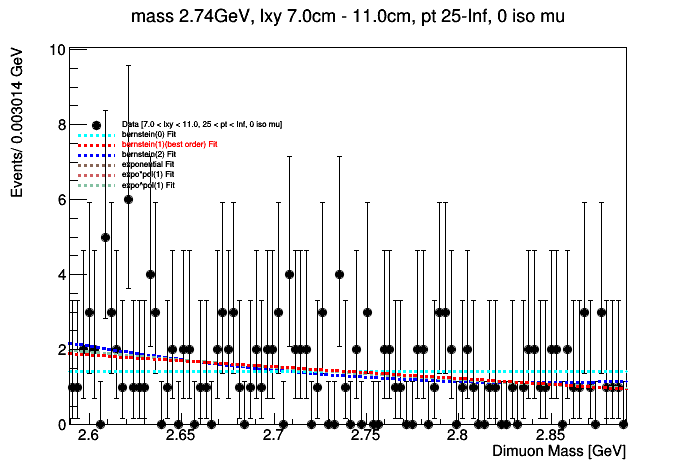 mass 2.74GeV, lxy 7.0cm - 11.0cm, pt 25-Inf, 0 iso mu
Events/ 0.003014 GeV
10
8
6
4
2
0
Data [7.0 < lxy < 11.0, 25 < pt < Inf, 0 iso mu]
bernstein(0) Fit
bernstein(1)(best order) Fit
bernstein(2) Fit
exponential Fit
expo*pol(1) Fit
expo*pol(1) Fit
2.6 2.65 2.7 2.75 2.8 2.85
Dimuon Mass [GeV]